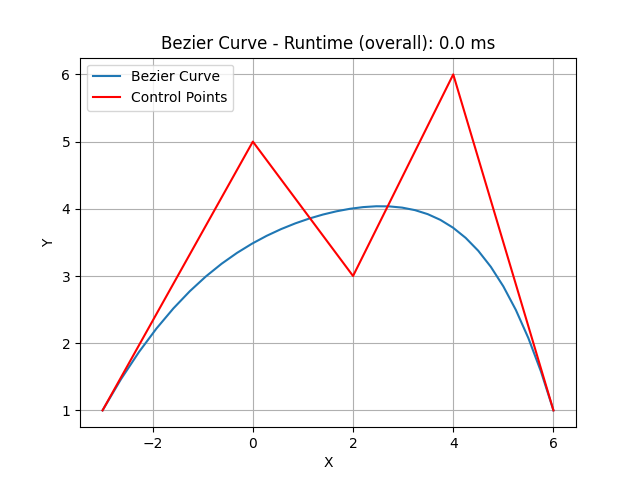 Bezier Curve - Runtime (overall): 0.0 ms
Bezier Curve
Control Points
6
5
4
3
2
1
Y
−2 0 2 4 6
X